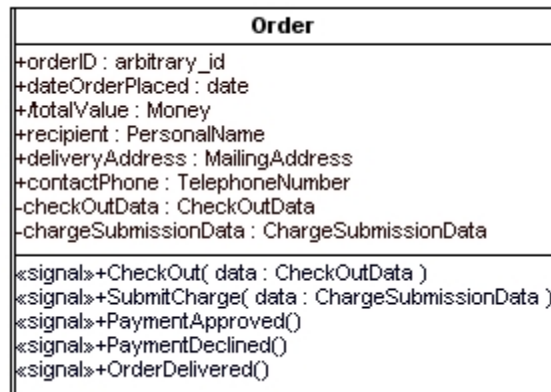 Order
+orderID : arbitrary_id
+dateOrderPlaced : date
+/totalValue : Money
+recipient : PersonalName
+deliveryAddress : MailingAddress
+contactPhone : TelephoneNumber
-checkOutData : CheckOutData
-chargeSubmissionData : ChargeSubmissionData
«signal»+CheckOut( data : CheckOutData )
«signal»+SubmitCharge( data : ChargeSubmissionData )
«signal»+PaymentApproved()
«signal»+PaymentDeclined()
«signal»+OrderDelivered()